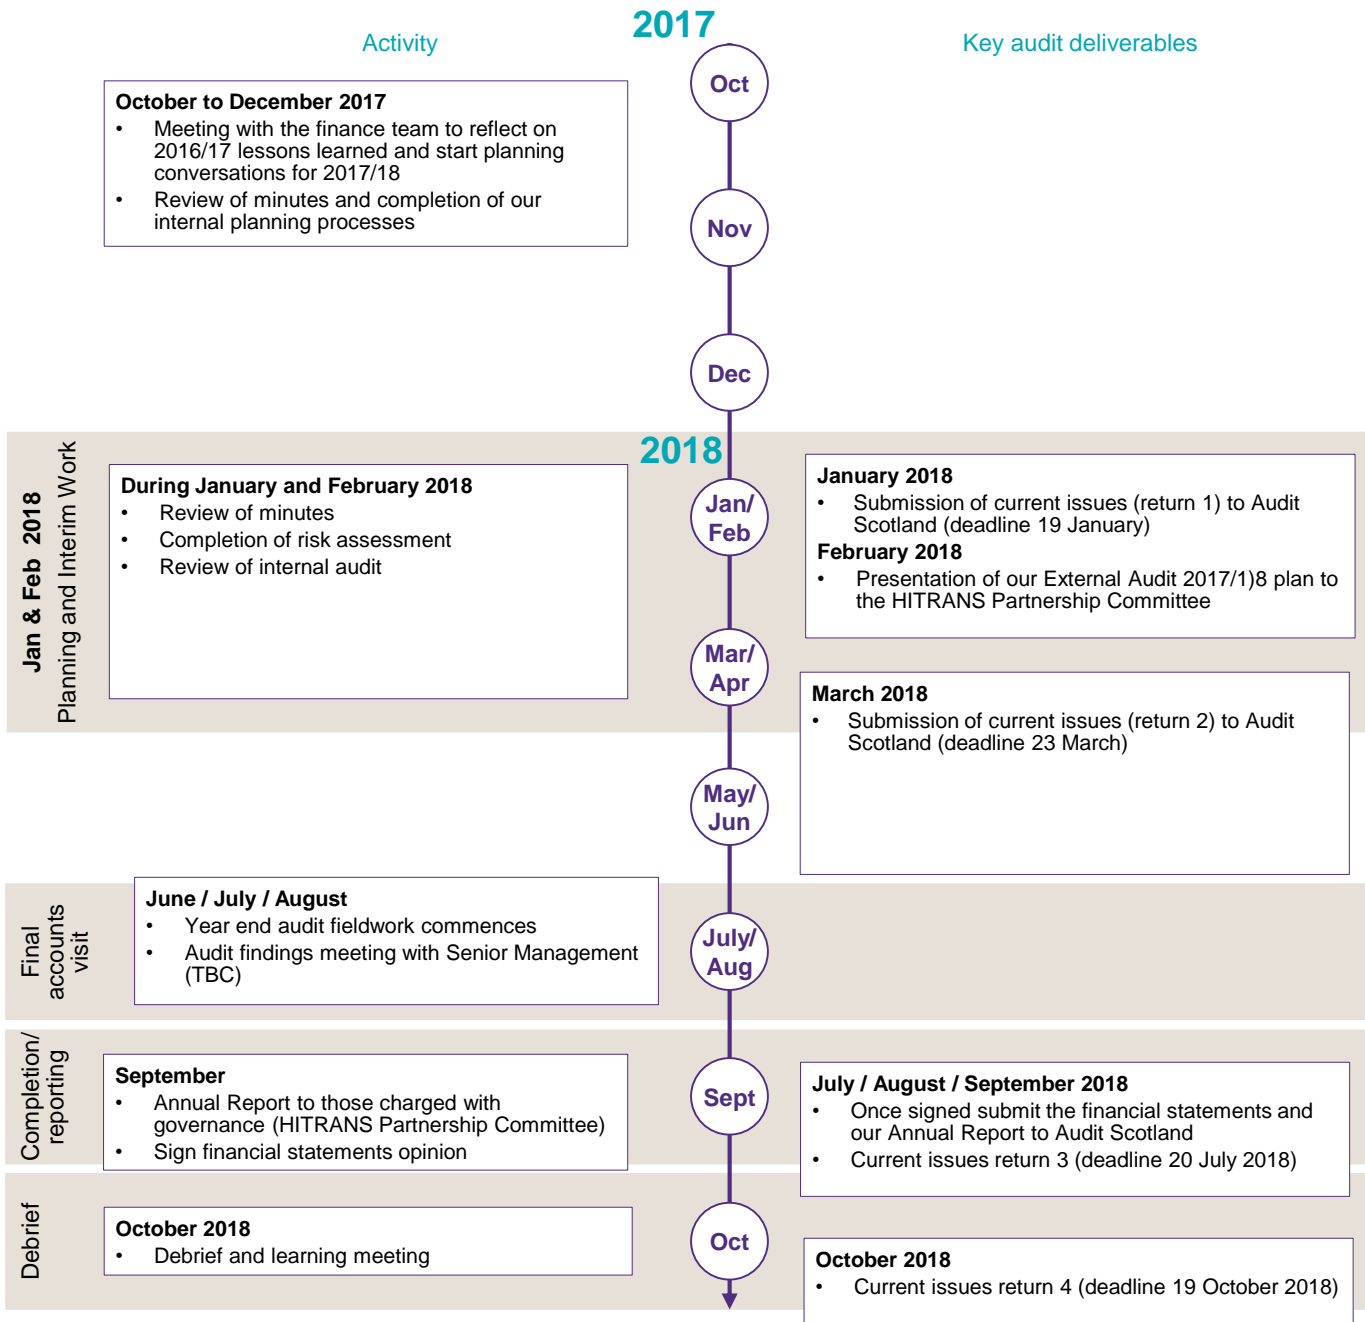 2017
Activity
Key audit deliverables
Oct
October to December 2017
• Meeting with the finance team to reflect on
2016/17 lessons learned and start planning
conversations for 2017/18
• Review of minutes and completion of our
internal planning processes
Nov
Dec
2018
Jan & Feb 2018
Planning and Interim Work
During January and February 2018
• Review of minutes
• Completion of risk assessment
• Review of internal audit
Jan/
Feb
January 2018
• Submission of current issues (return 1) to Audit
Scotland (deadline 19 January)
February 2018
• Presentation of our External Audit 2017/1)8 plan to
the HITRANS Partnership Committee
Mar/
Apr
March 2018
• Submission of current issues (return 2) to Audit
Scotland (deadline 23 March)
May/
Jun
Final
accounts
visit
June / July / August
• Year end audit fieldwork commences
• Audit findings meeting with Senior Management
(TBC)
July/
Aug
Completion/
reporting
September
• Annual Report to those charged with
governance (HITRANS Partnership Committee)
• Sign financial statements opinion
Sept
July / August / September 2018
• Once signed submit the financial statements and
our Annual Report to Audit Scotland
• Current issues return 3 (deadline 20 July 2018)
Debrief
October 2018
• Debrief and learning meeting
Oct
October 2018
• Current issues return 4 (deadline 19 October 2018)